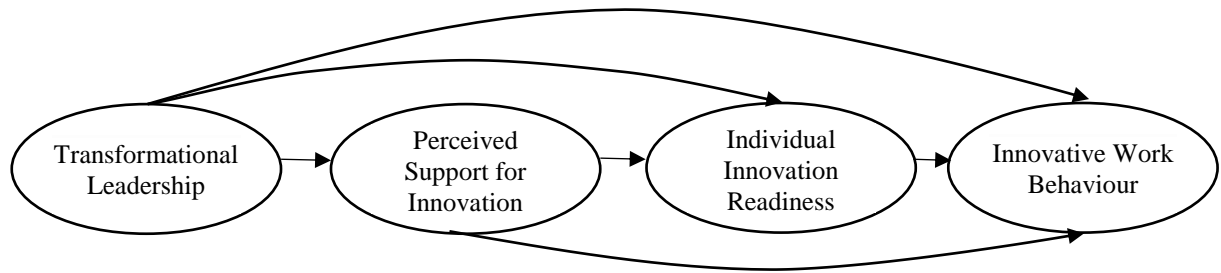 Transformational
Leadership
Perceived
Support for
Innovation
Individual
Innovation
Readiness
Innovative Work
Behaviour